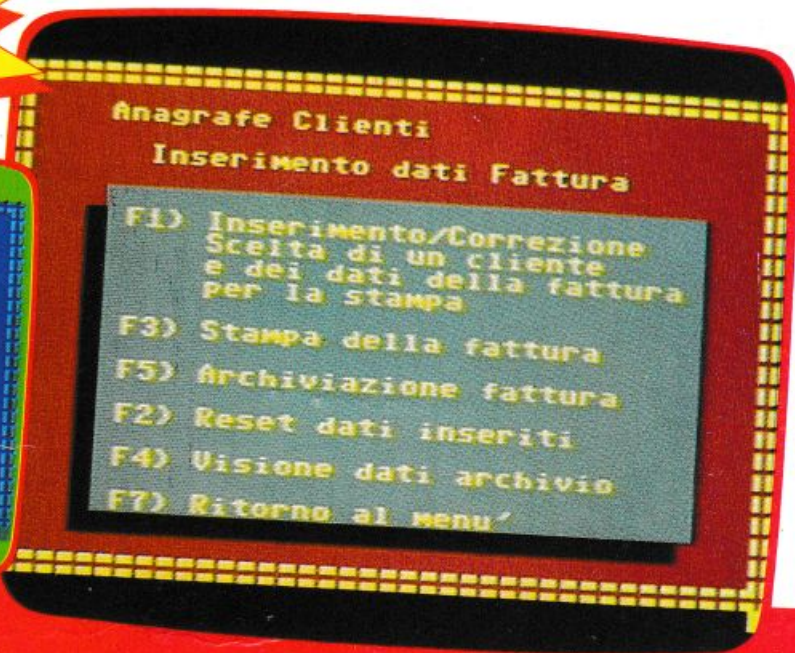 Anagrafe Clienti
Inserimento dati Fattura
F1) Inserimento/Correzione
Scelta di un cliente
e dei dati della fattura
per la stampa
F3) Stampa della fattura
F5) Archiviazione fattura
F2) Reset dati inseriti
F4) Visione dati archivio
F7) Ritorno al menu'